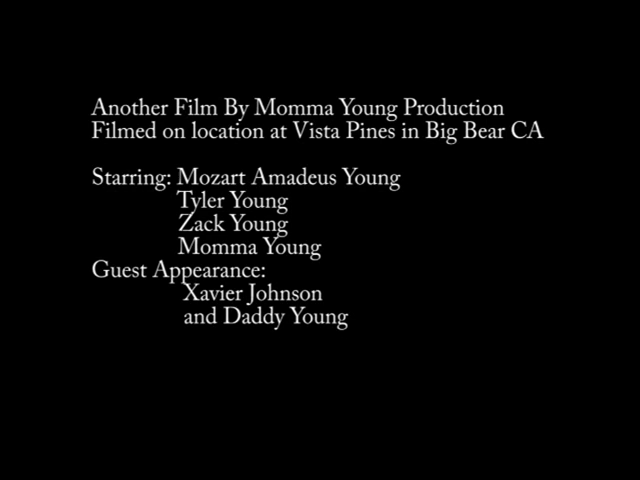 Another Film By Momma Young Production
Filmed on location at Vista Pines in Big Bear CA
Starring: Mozart Amadeus Young
Tyler Young
Zack Young
Momma Young
Guest Appearance:
Xavier Johnson
and Daddy Young